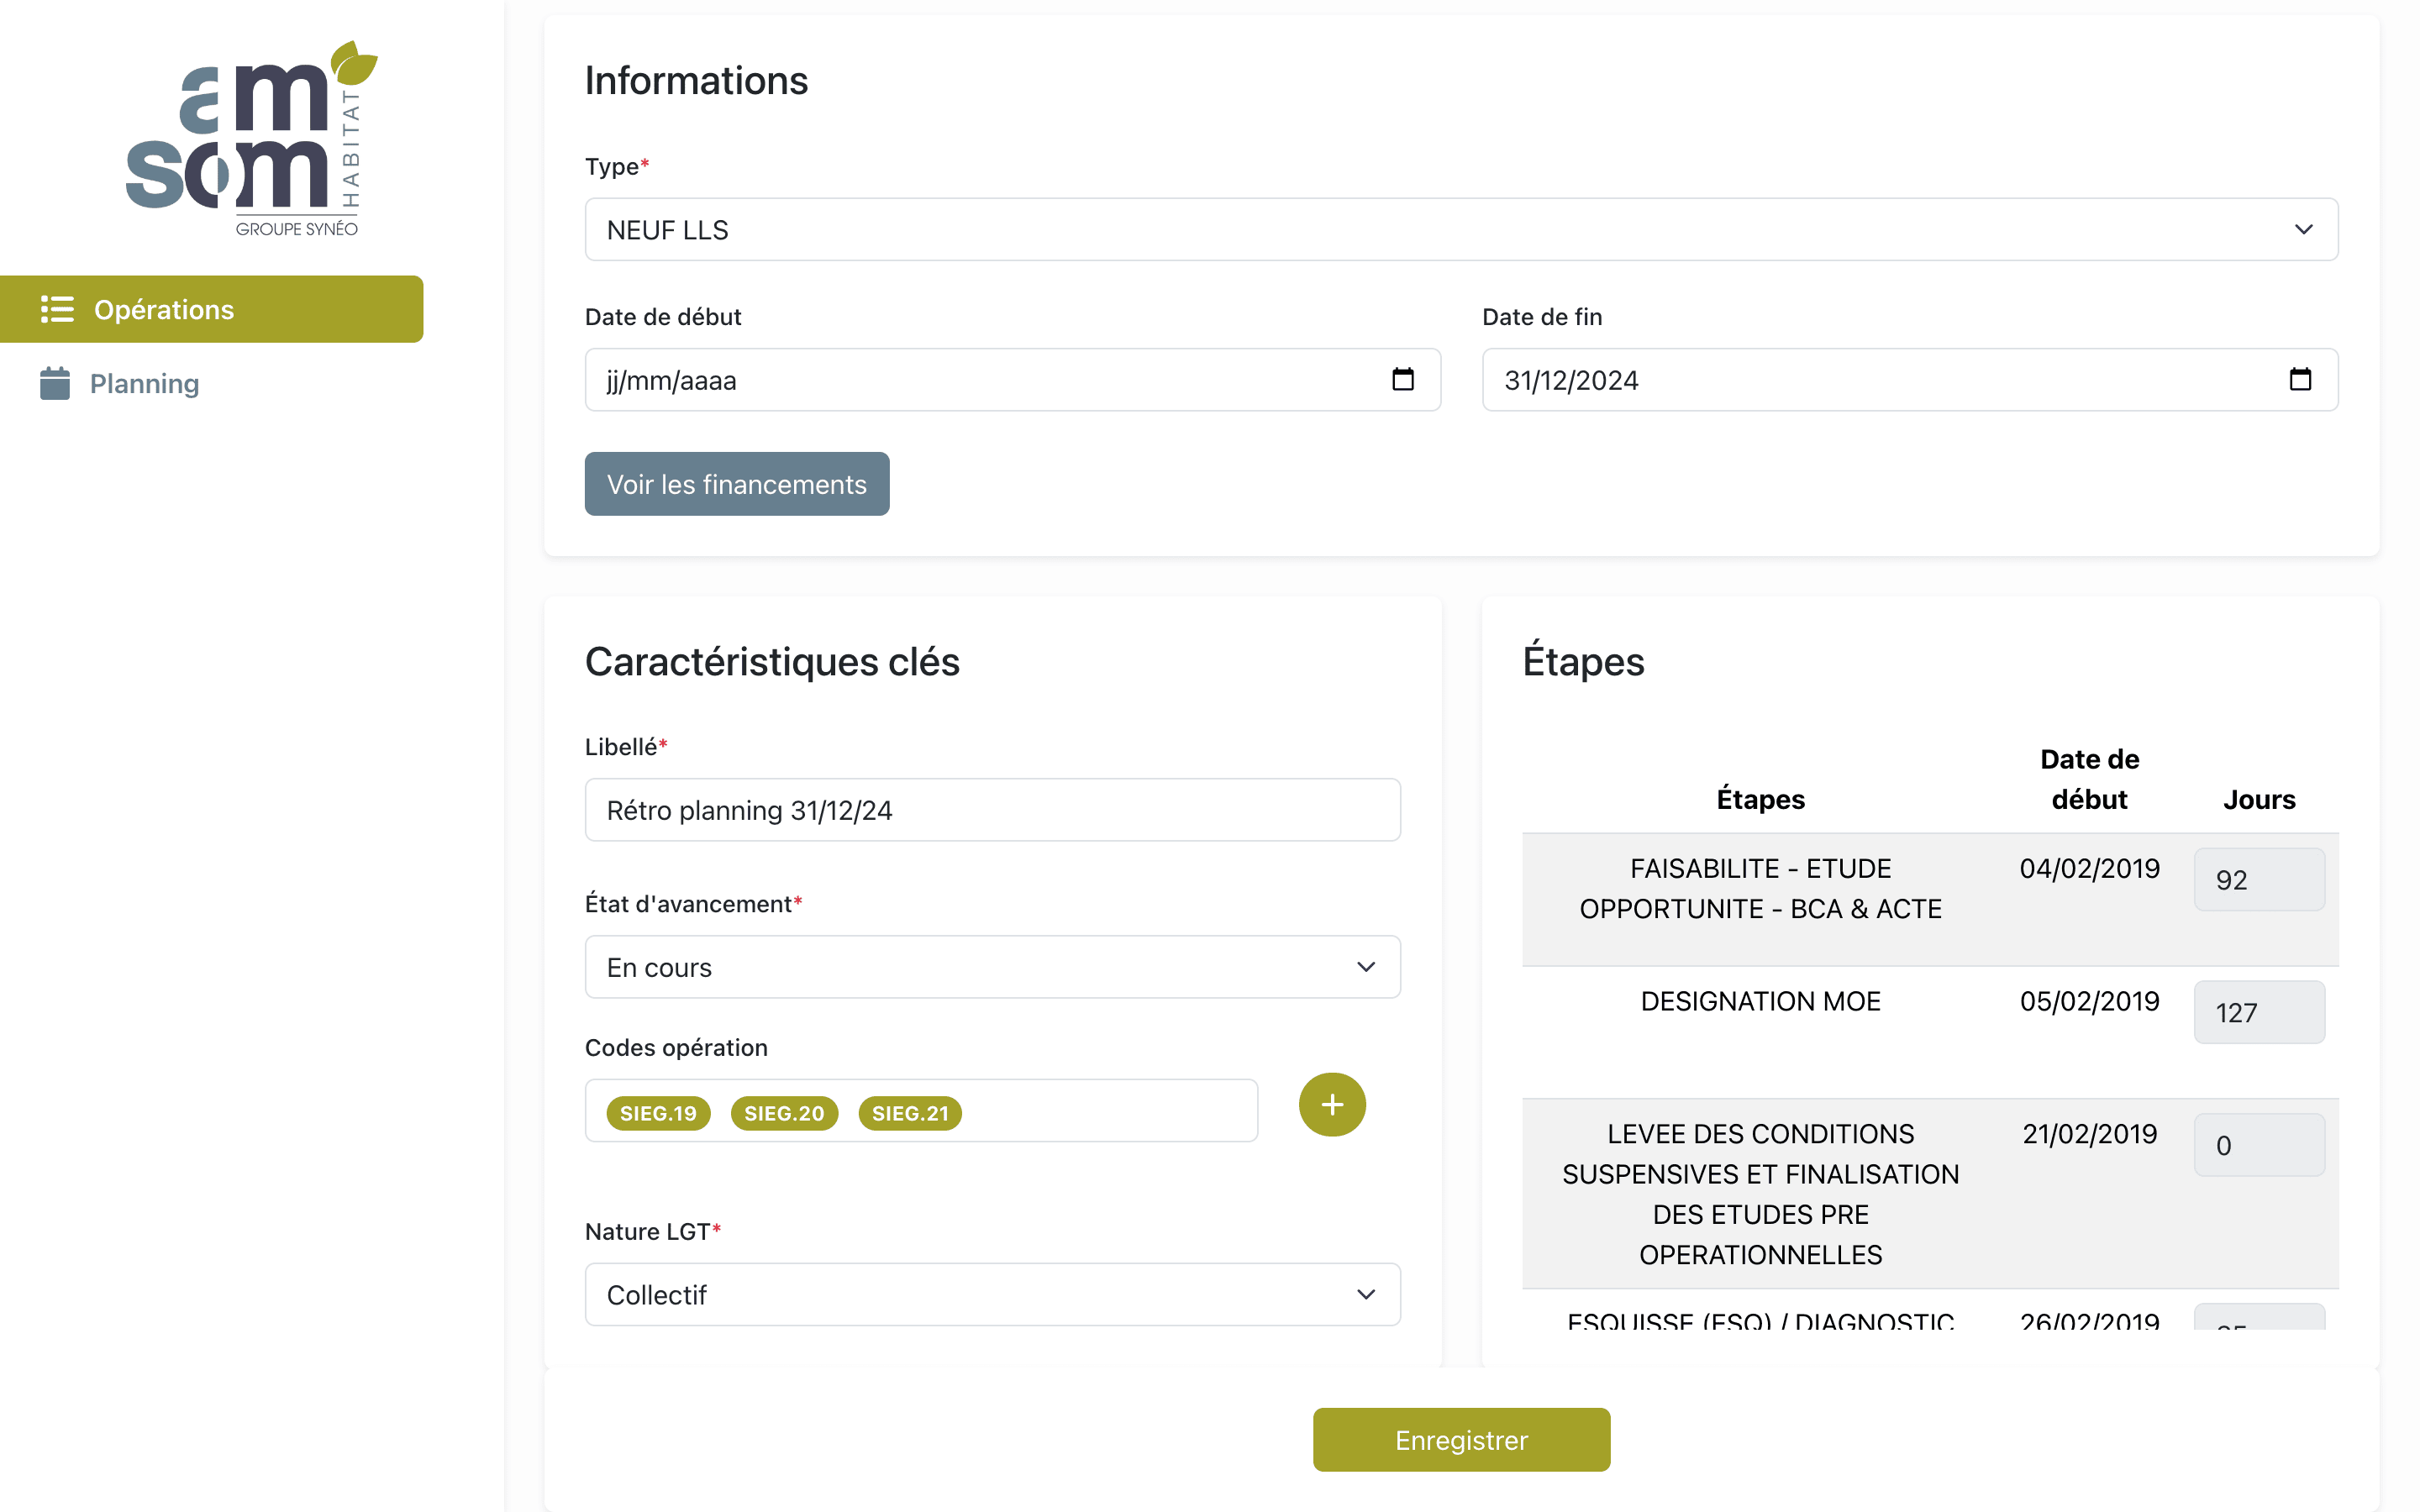 am
som
HABITAT
GROUPE SYNÉO
Opérations
Planning
Informations
Type*
NEUF LLS
Date de début
Date de fin
jj/mm/aaaa
31/12/2024
Voir les financements
Caractéristiques clés
Libellé*
Rétro planning 31/12/24
État d'avancement*
En cours
Codes opération
SIEG.19 SIEG.20 SIEG.21
+
Nature LGT*
Collectif
Étapes
Étapes Date de début Jours
FAISABILITE - ETUDE 04/02/2019 92
OPPORTUNITE - BCA & ACTE
DESIGNATION MOE 05/02/2019 127
LEVEE DES CONDITIONS 21/02/2019 0
SUSPENSIVES ET FINALISATION
DES ETUDES PRE
OPERATIONNELLES
ESQUISSE (ESQ) / DIAGNOSTIC 26/02/2019
Enregistrer